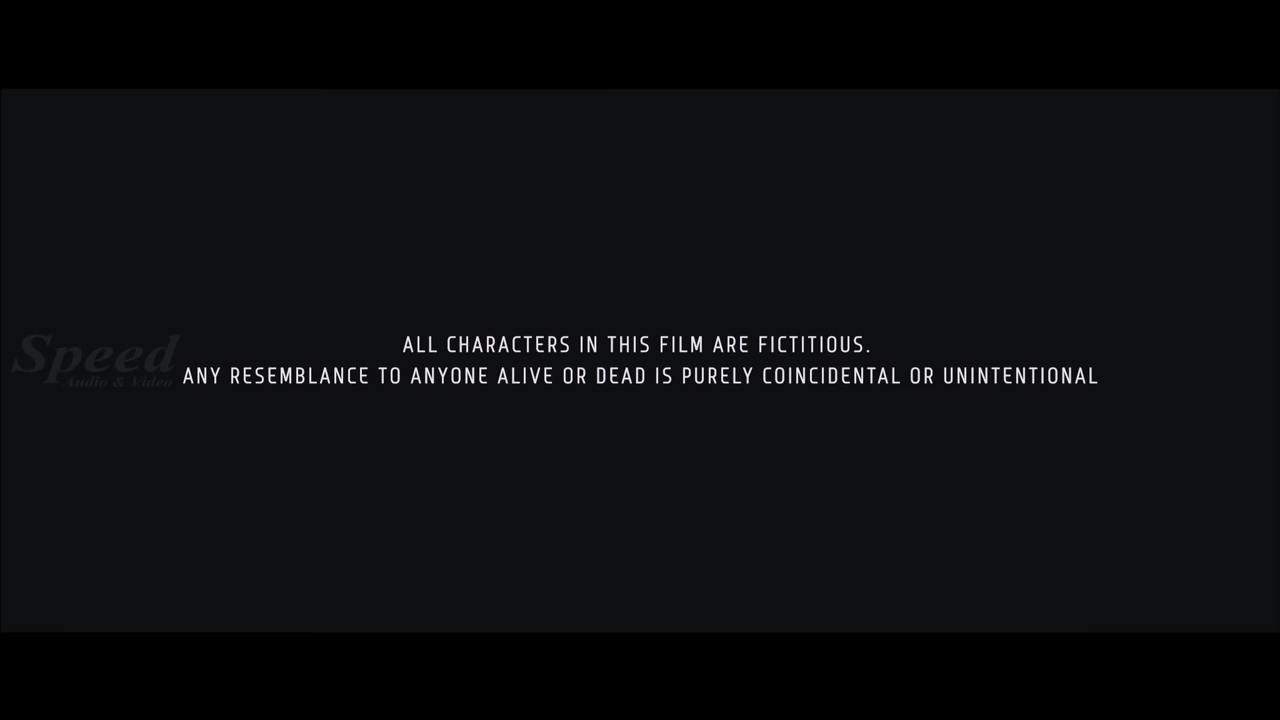 ALL CHARACTERS IN THIS FILM ARE FICTITIOUS.
ANY RESEMBLANCE TO ANYONE ALIVE OR DEAD IS PURELY COINCIDENTAL OR UNINTENTIONAL
Speed
Audio & Video